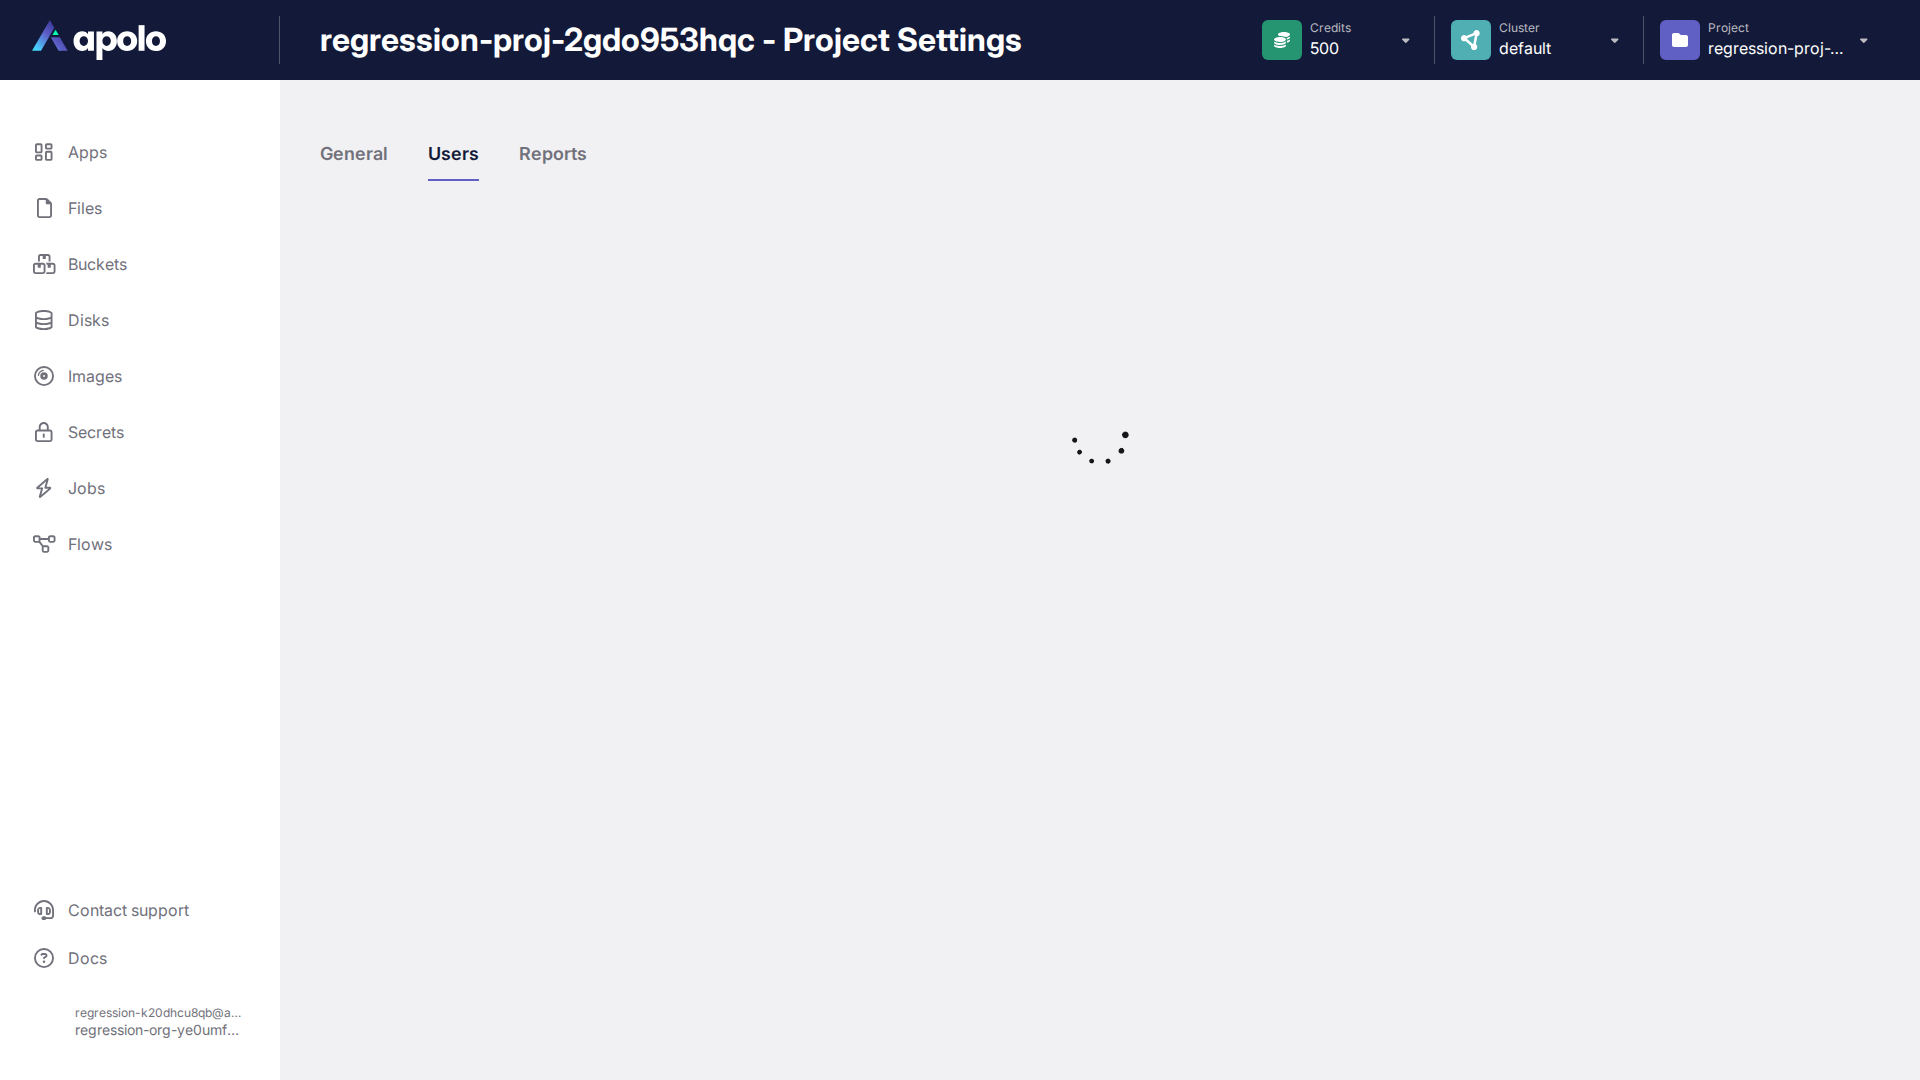 apolo
regression-proj-2gdo953hqc - Project Settings
Credits
500
Cluster
default
Project
regression-proj-...
Apps
Files
Buckets
Disks
Images
Secrets
Jobs
Flows
General
Users
Reports
Contact support
Docs
regression-k20dhcu8qb@a...
regression-org-ye0umf...